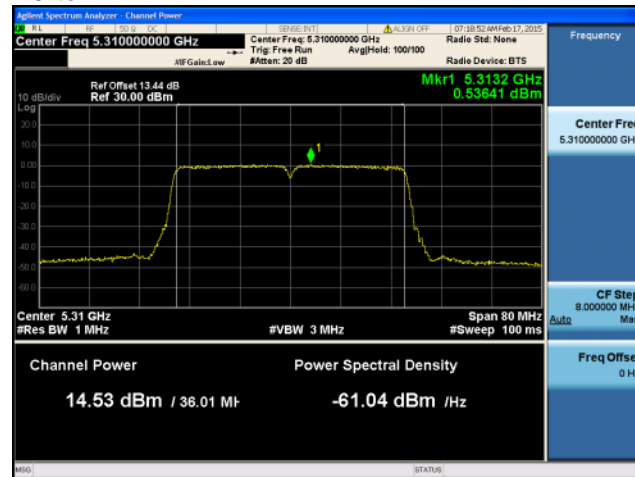 Agilent Spectrum Analyzer - Channel Power
RL RF 50 Ω DC SENSE:INT ALIGN OFF 07:18:52 AM Feb 17, 2015
Center Freq 5.310000000 GHz
Center Freq: 5.310000000 GHz
Radio Std: None
Trig: Free Run Avg|Hold: 100/100
#IFGain:Low #Atten: 20 dB Radio Device: BTS
Frequency
Mkr1 5.3132 GHz
0.53641 dBm
Ref Offset 13.44 dB
10 dB/div Ref 30.00 dBm
Log
20.0
10.0
0.00
-10.0
-20.0
-30.0
-40.0
-50.0
-60.0
1
Center 5.31 GHz Span 80 MHz
#Res BW 1 MHz #VBW 3 MHz #Sweep 100 ms
Channel Power Power Spectral Density
14.53 dBm / 36.01 MH -61.04 dBm /Hz
Center Fre
5.310000000 GH
CF Ste
8.000000 MH
Auto Ma
Freq Offse
0 H
MSG STATUS